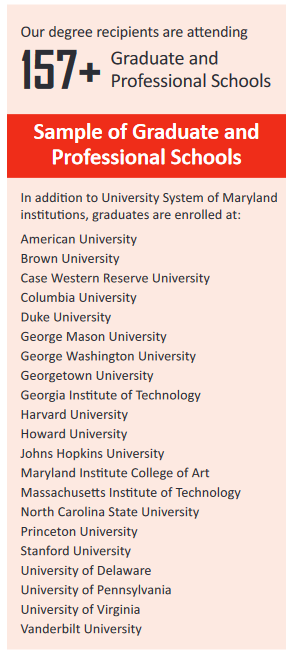 Our degree recipients are attending
157+ Graduate and
Professional Schools
Sample of Graduate and
Professional Schools
In addition to University System of Maryland
institutions, graduates are enrolled at:
American University
Brown University
Case Western Reserve University
Columbia University
Duke University
George Mason University
George Washington University
Georgetown University
Georgia Institute of Technology
Harvard University
Howard University
Johns Hopkins University
Maryland Institute College of Art
Massachusetts Institute of Technology
North Carolina State University
Princeton University
Stanford University
University of Delaware
University of Pennsylvania
University of Virginia
Vanderbilt University